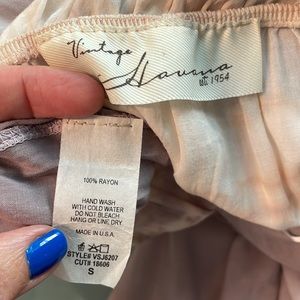 Vintage
Havana
est. 1954
100% RAYON
HAND WASH
WITH COLD WATER
DO NOT BLEACH
HANG OR LINE DRY
MADE IN U.S.A.
STYLE# VSJ6207
CUT# 18606
S